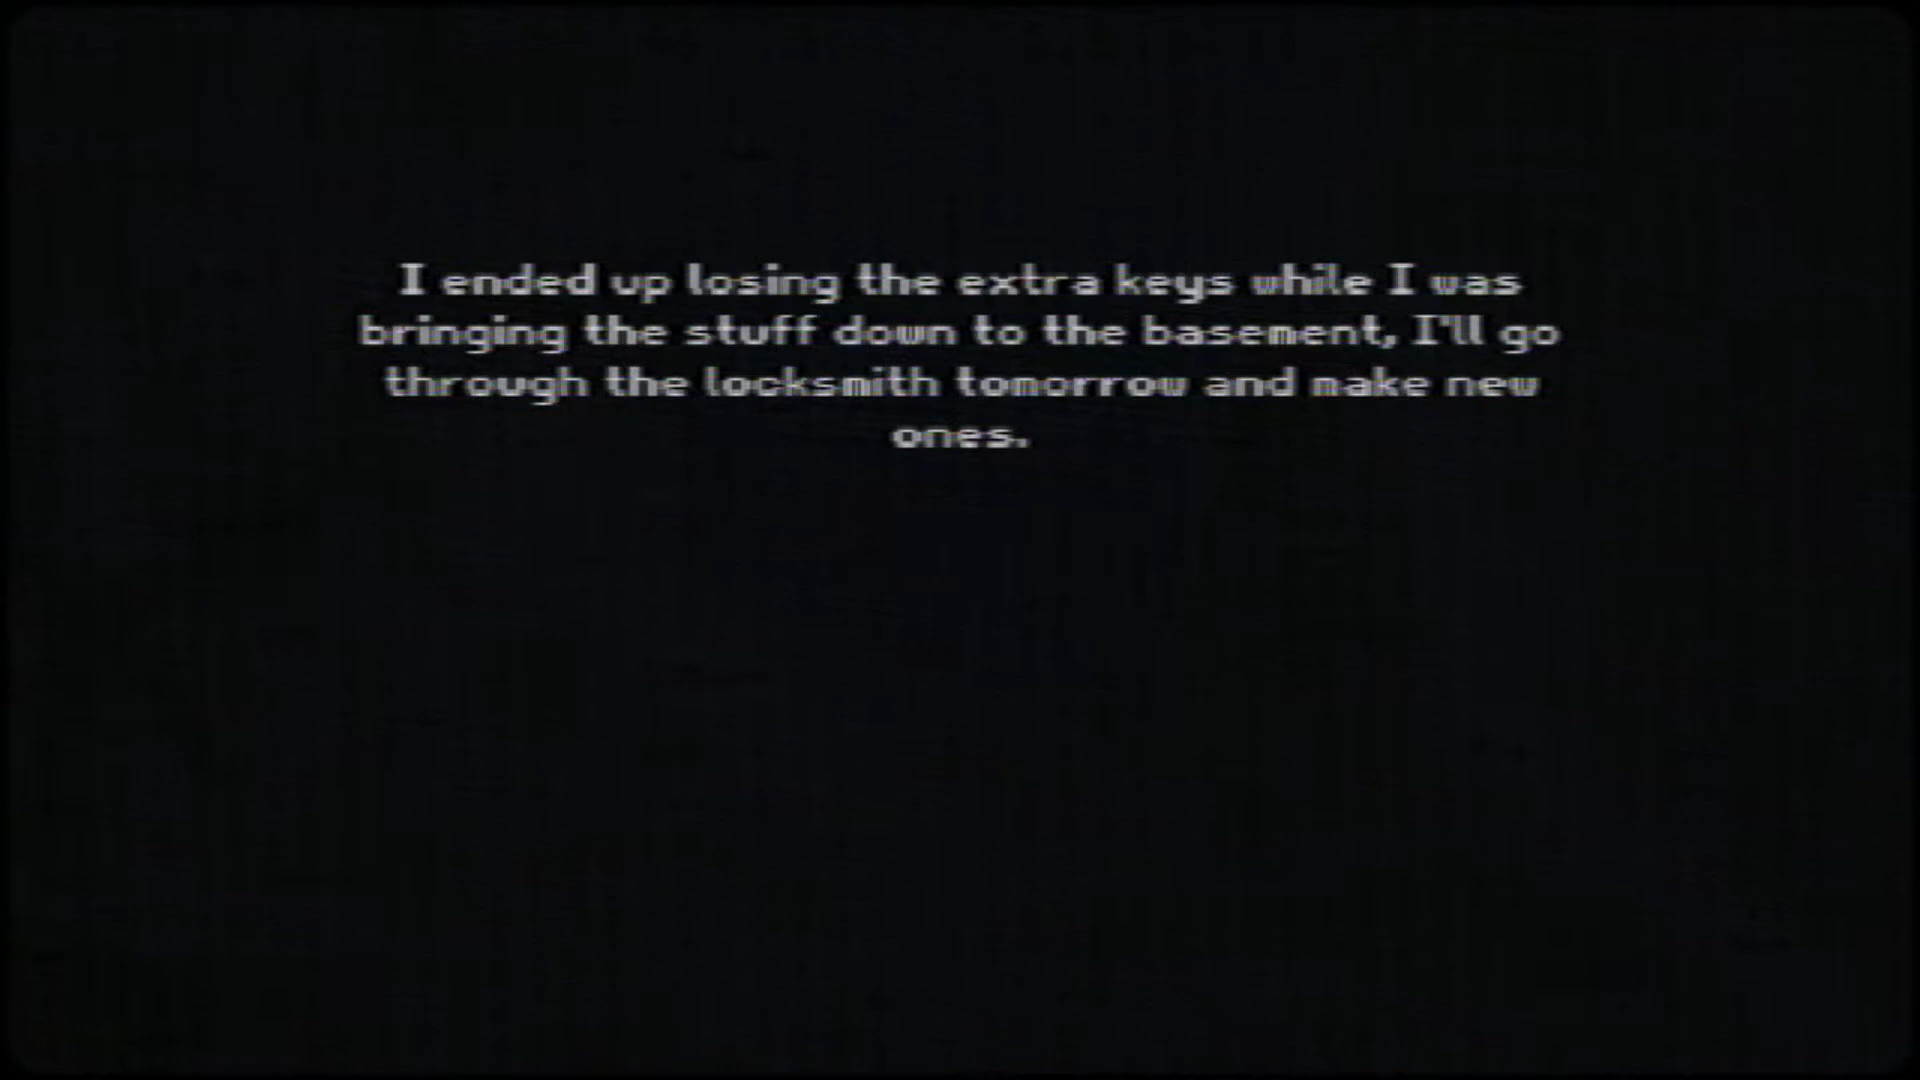 I ended up losing the extra keys while I was
bringing the stuff down to the basement, I'll go
through the locksmith tomorrow and make new
ones.